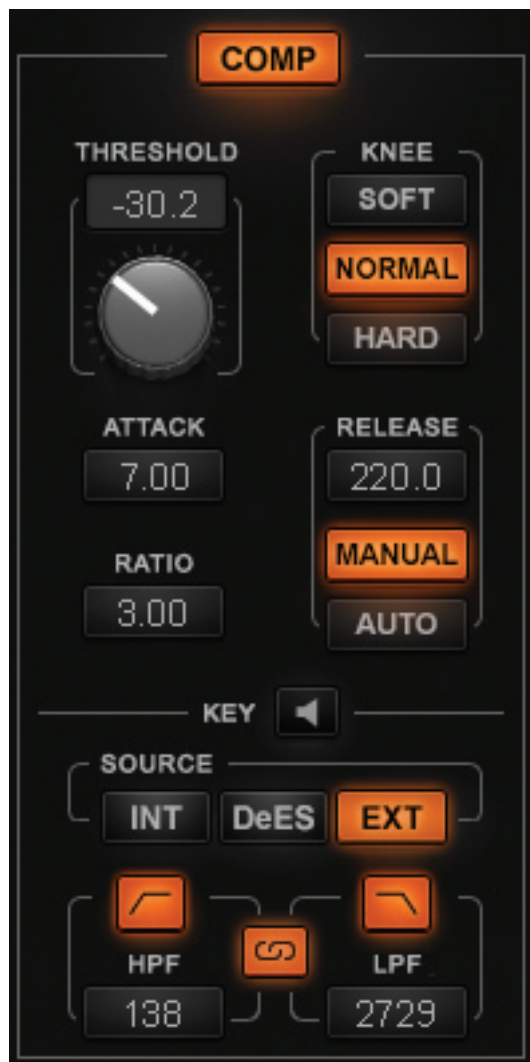 COMP
THRESHOLD
-30.2
KNEE
SOFT
NORMAL
HARD
ATTACK
7.00
RELEASE
220.0
MANUAL
AUTO
RATIO
3.00
KEY
SOURCE
INT DeES EXT
HPF LPF
138 2729